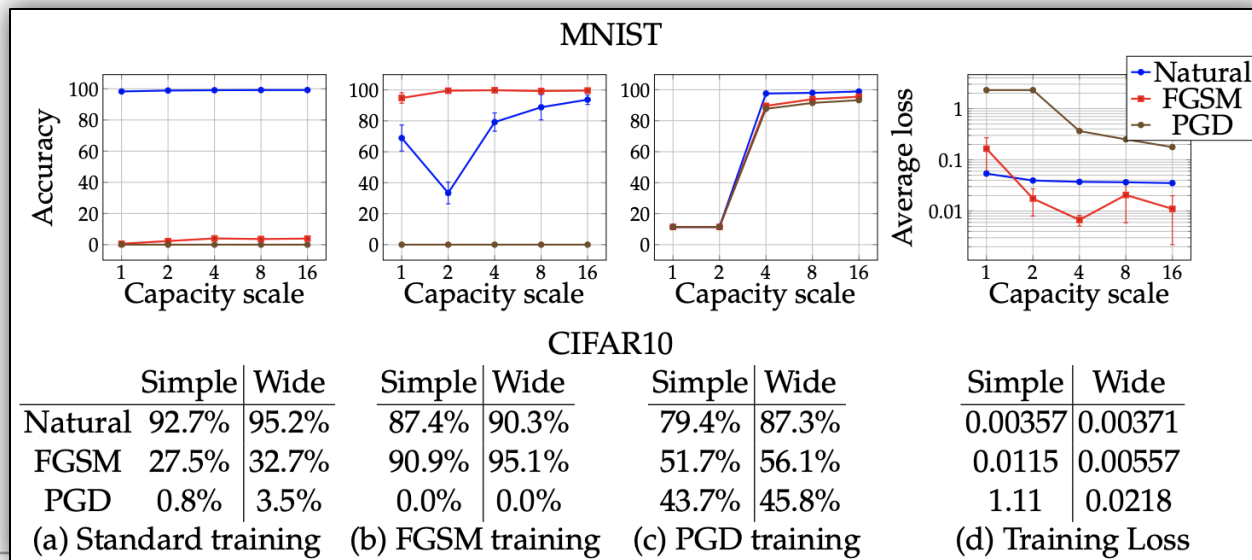 MNIST
Natural
FGSM
PGD
Accuracy
100
80
60
40
20
0
1 2 4 8 16
Capacity scale
100
80
60
40
20
0
1 2 4 8 16
Capacity scale
100
80
60
40
20
0
1 2 4 8 16
Capacity scale
Average loss
1
0.1
0.01
1 2 4 8 16
Capacity scale
CIFAR10
Simple Wide
Natural 92.7% 95.2%
FGSM 27.5% 32.7%
PGD 0.8% 3.5%
(a) Standard training
Simple Wide
87.4% 90.3%
90.9% 95.1%
0.0% 0.0%
(b) FGSM training
Simple Wide
79.4% 87.3%
51.7% 56.1%
43.7% 45.8%
(c) PGD training
Simple Wide
0.00357 0.00371
0.0115 0.00557
1.11 0.0218
(d) Training Loss